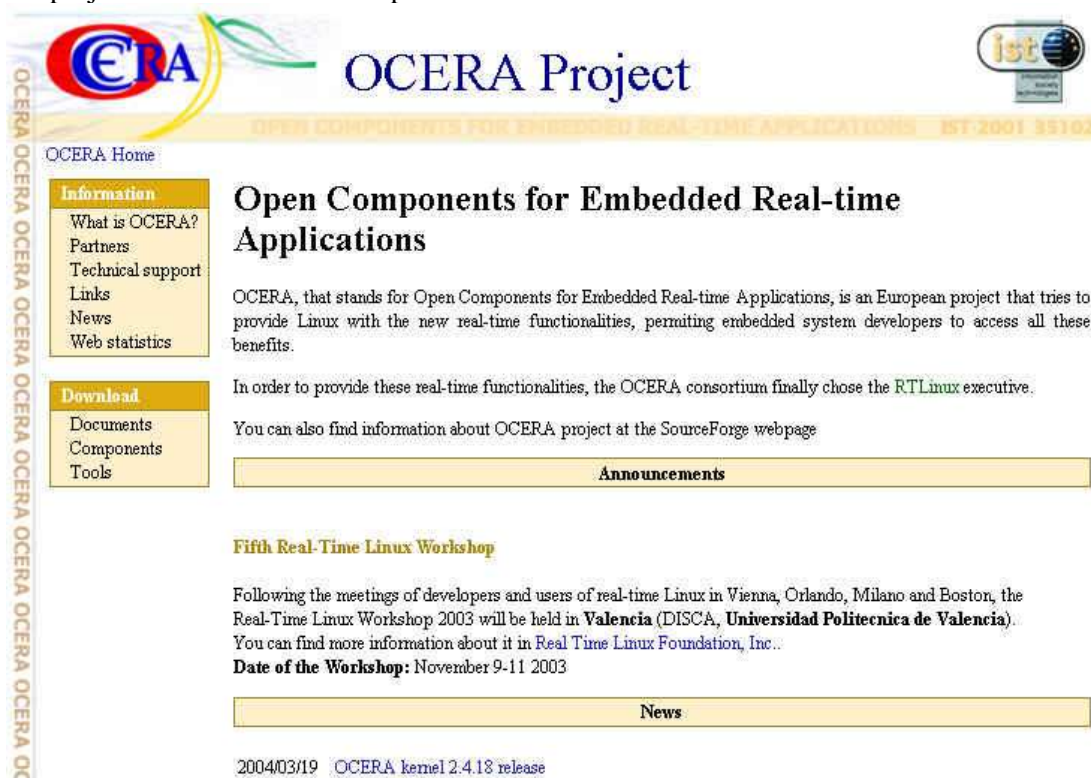 OCERA
OCERA Project
ist
information
society
technologies
OPEN COMPONENTS FOR EMBEDDED REAL-TIME APPLICATIONS IST 2001 35102
OCERA OCERA OCERA OCERA OCERA OCERA OCERA OCERA OCERA
OCERA Home
Information
What is OCERA?
Partners
Technical support
Links
News
Web statistics
Download
Documents
Components
Tools
Open Components for Embedded Real-time
Applications
OCERA, that stands for Open Components for Embedded Real-time Applications, is an European project that tries to
provide Linux with the new real-time functionalities, permiting embedded system developers to access all these
benefits.
In order to provide these real-time functionalities, the OCERA consortium finally chose the RTLinux executive.
You can also find information about OCERA project at the SourceForge webpage
Announcements
Fifth Real-Time Linux Workshop
Following the meetings of developers and users of real-time Linux in Vienna, Orlando, Milano and Boston, the
Real-Time Linux Workshop 2003 will be held in Valencia (DISCA, Universidad Politecnica de Valencia).
You can find more information about it in Real Time Linux Foundation, Inc..
Date of the Workshop: November 9-11 2003
News
2004/03/19 OCERA kernel 2.4.18 release